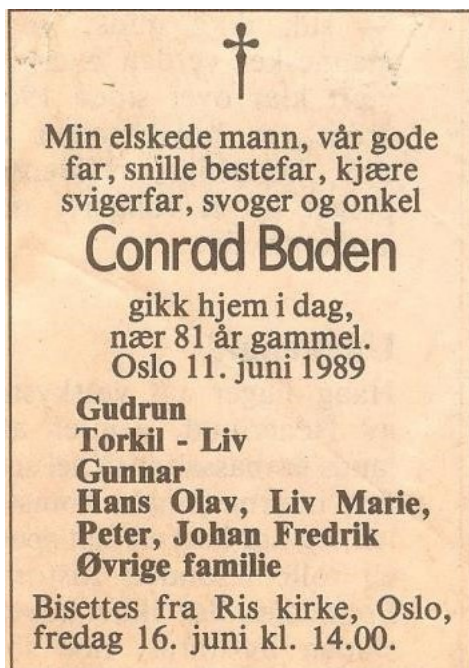 Min elskede mann, vår gode
far, snille bestefar, kjære
svigerfar, svoger og onkel
Conrad Baden
gikk hjem i dag,
nær 81 år gammel.
Oslo 11. juni 1989
Gudrun
Torkil - Liv
Gunnar
Hans Olav, Liv Marie,
Peter, Johan Fredrik
Øvrige familie
Bisettes fra Ris kirke, Oslo,
fredag 16. juni kl. 14.00.